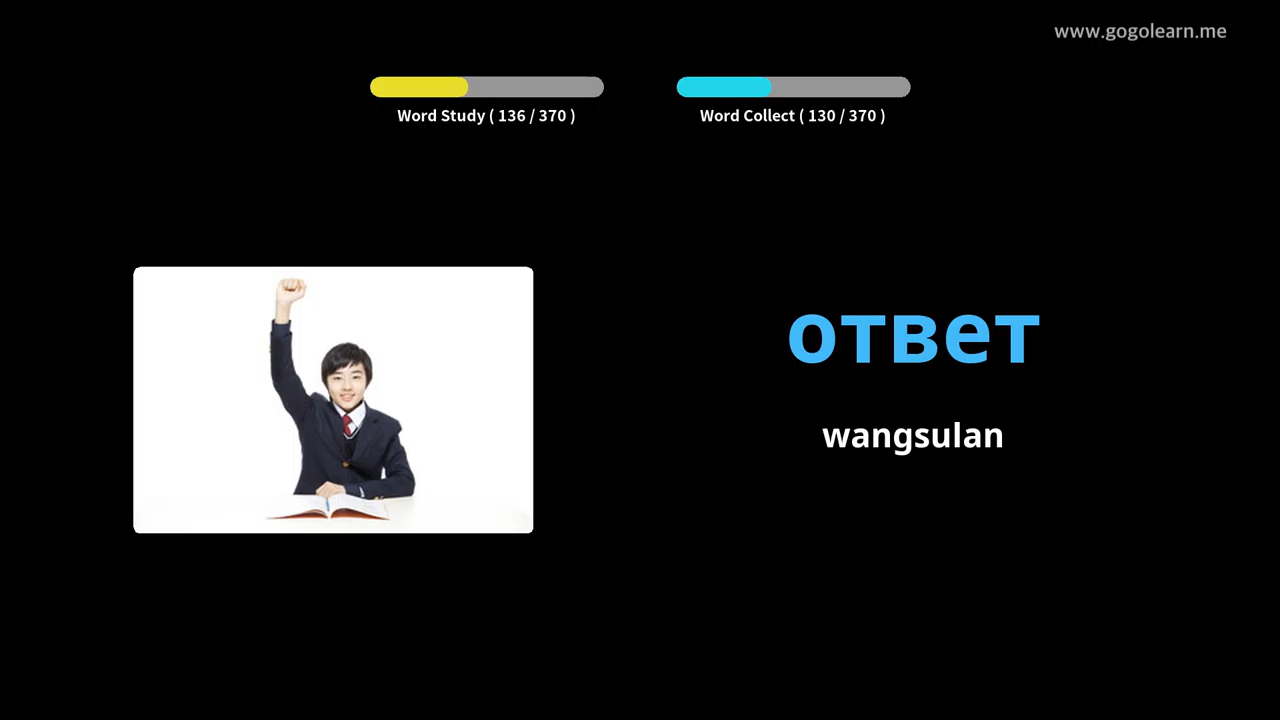 www.gogolearn.me
Word Study ( 136 / 370 )
Word Collect ( 130 / 370 )
ответ
wangsulan